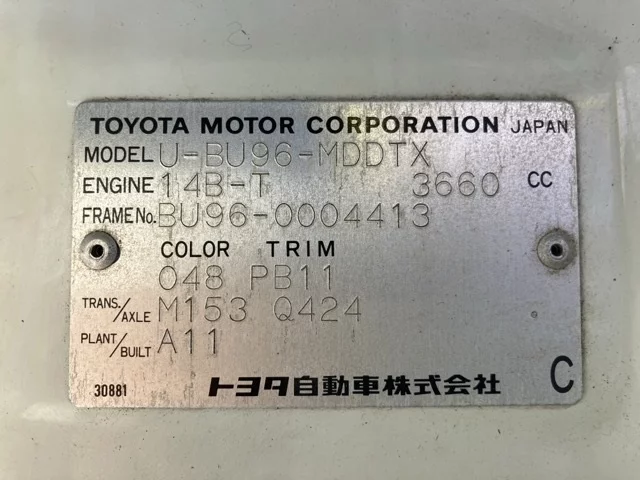 TOYOTA MOTOR CORPORATION JAPAN
MODEL U-BU96-MDDTX
ENGINE 14B-T 3660 CC
FRAME No. BU96-0004413
COLOR TRIM
048 PB11
TRANS./AXLE M153 Q424
PLANT/BUILT A11
30881 トヨタ自動車株式会社 C